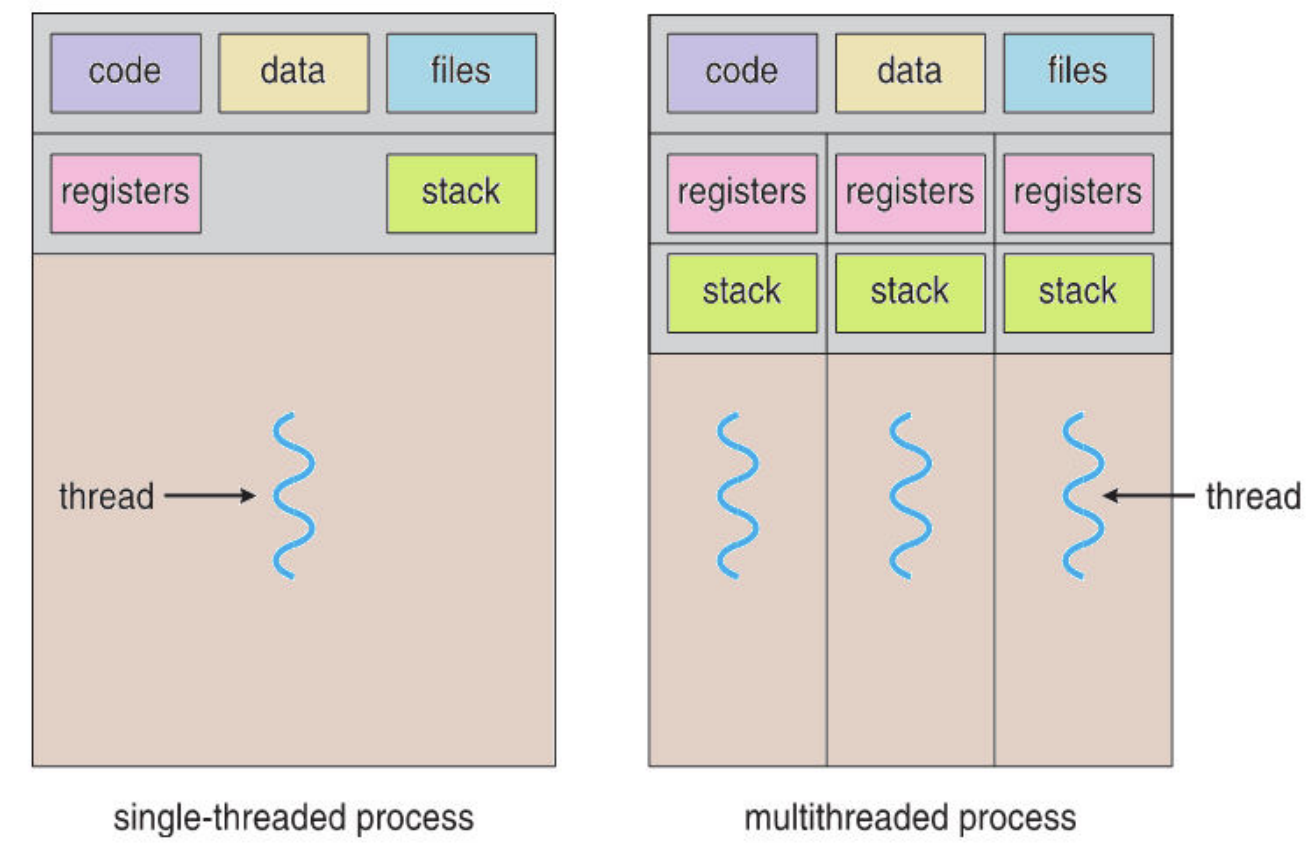 code data files
registers stack
thread
single-threaded process
code data files
registers registers registers
stack stack stack
thread
multithreaded process